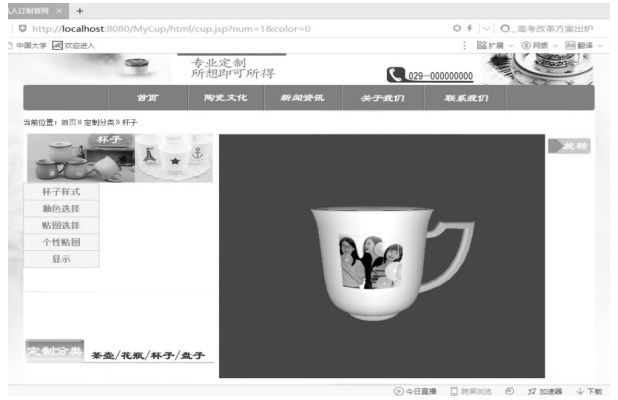 私人订制官网 × +
http://localhost:8080/MyCup/html/cup.jsp?num=1&color=0
高考改革方案出炉
中国大学 欢迎进入
扩展 网银 翻译
专业定制
所想即可所得
029—000000000
首页 陶瓷文化 新闻资讯 关于我们 联系我们
当前位置：首页»定制分类»杯子
杯子
旋转
杯子样式
釉色选择
贴图选择
个性贴图
显示
定制分类 茶壶/花瓶/杯子/盘子
今日直播 跨屏浏览 加速器 下载